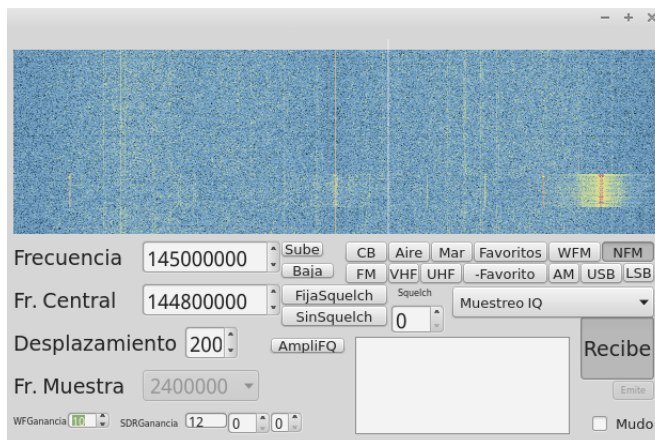 Frecuencia 145000000 Sube CB Aire Mar Favoritos WFM NFM
Baja FM VHF UHF -Favorito AM USB LSB
Fr. Central 144800000 FijaSquelch Squelch Muestreo IQ
SinSquelch 0
Desplazamiento 200 AmpliFQ Recibe
Fr. Muestra 2400000 Emite
WFGanancia 10 SDRGanancia 12 0 0 Mudo